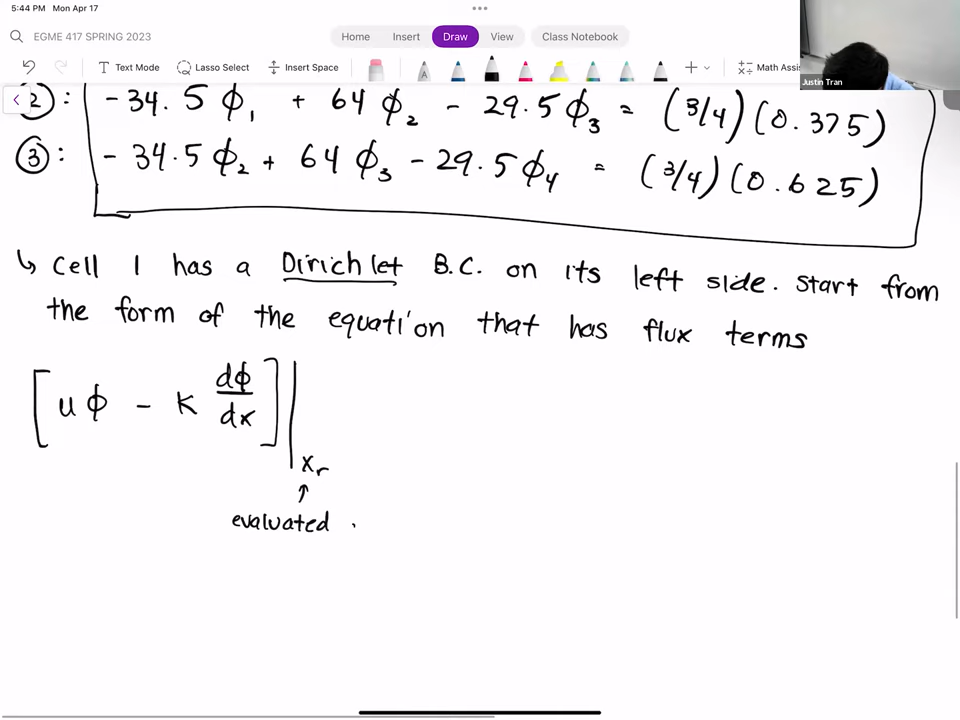 5:44 PM Mon Apr 17
EGME 417 SPRING 2023
Home Insert Draw View Class Notebook
Text Mode Lasso Select Insert Space Math Assis
Justin Tran
② : - 34.5 ϕ₁ + 64 ϕ₂ - 29.5 ϕ₃ = (3/4)(0.375)
③ : - 34.5 ϕ₂ + 64 ϕ₃ - 29.5 ϕ₄ = (3/4)(0.625)
↳ Cell 1 has a Dirichlet B.C. on its left side. Start from
the form of the equation that has flux terms
[uϕ - K dϕ/dx]|xᵣ
↑
evaluated